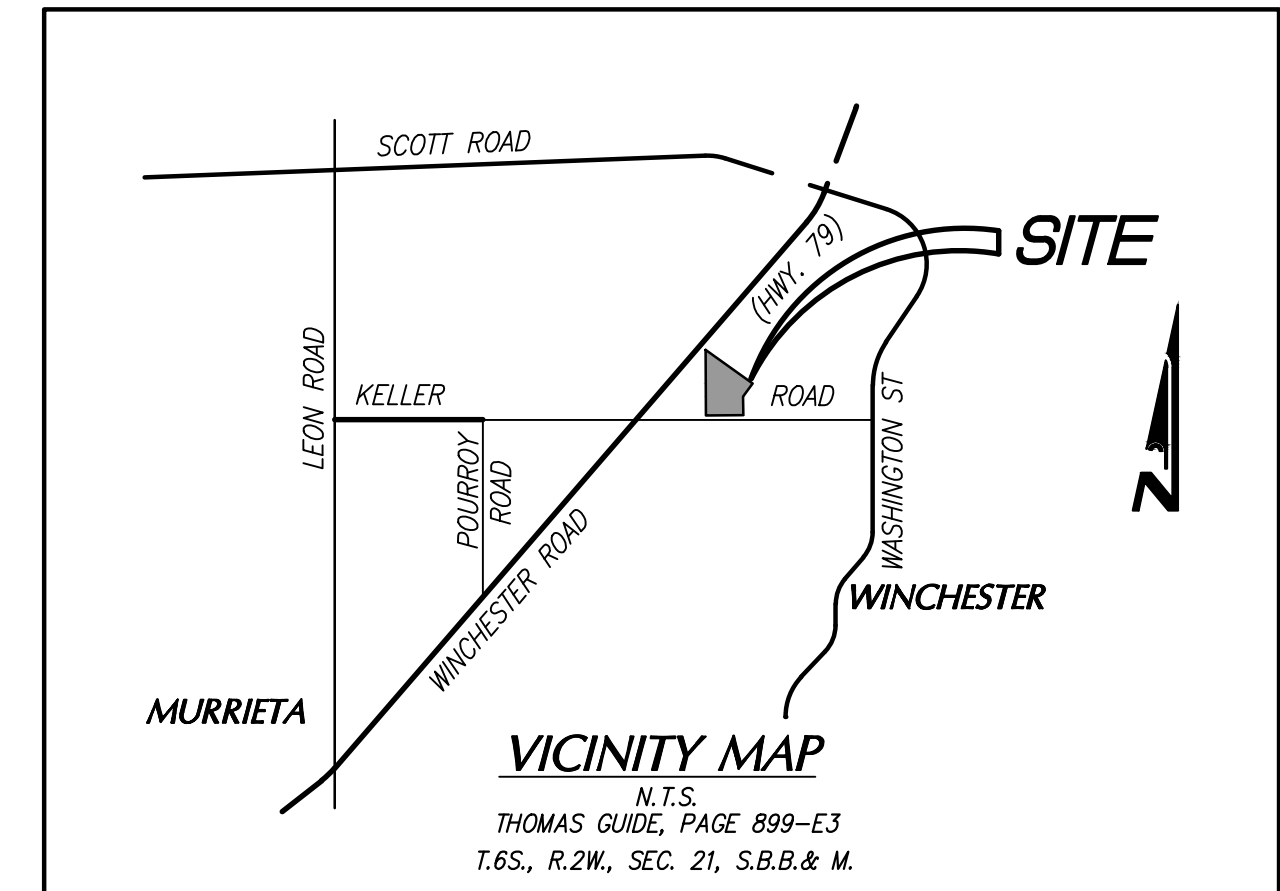 SCOTT ROAD
(HWY. 79)
SITE
LEON ROAD
KELLER
ROAD
POURROY
ROAD
WASHINGTON ST
WINCHESTER ROAD
N
WINCHESTER
MURRIETA
VICINITY MAP
N.T.S.
THOMAS GUIDE, PAGE 899-E3
T.6S., R.2W., SEC. 21, S.B.B.& M.